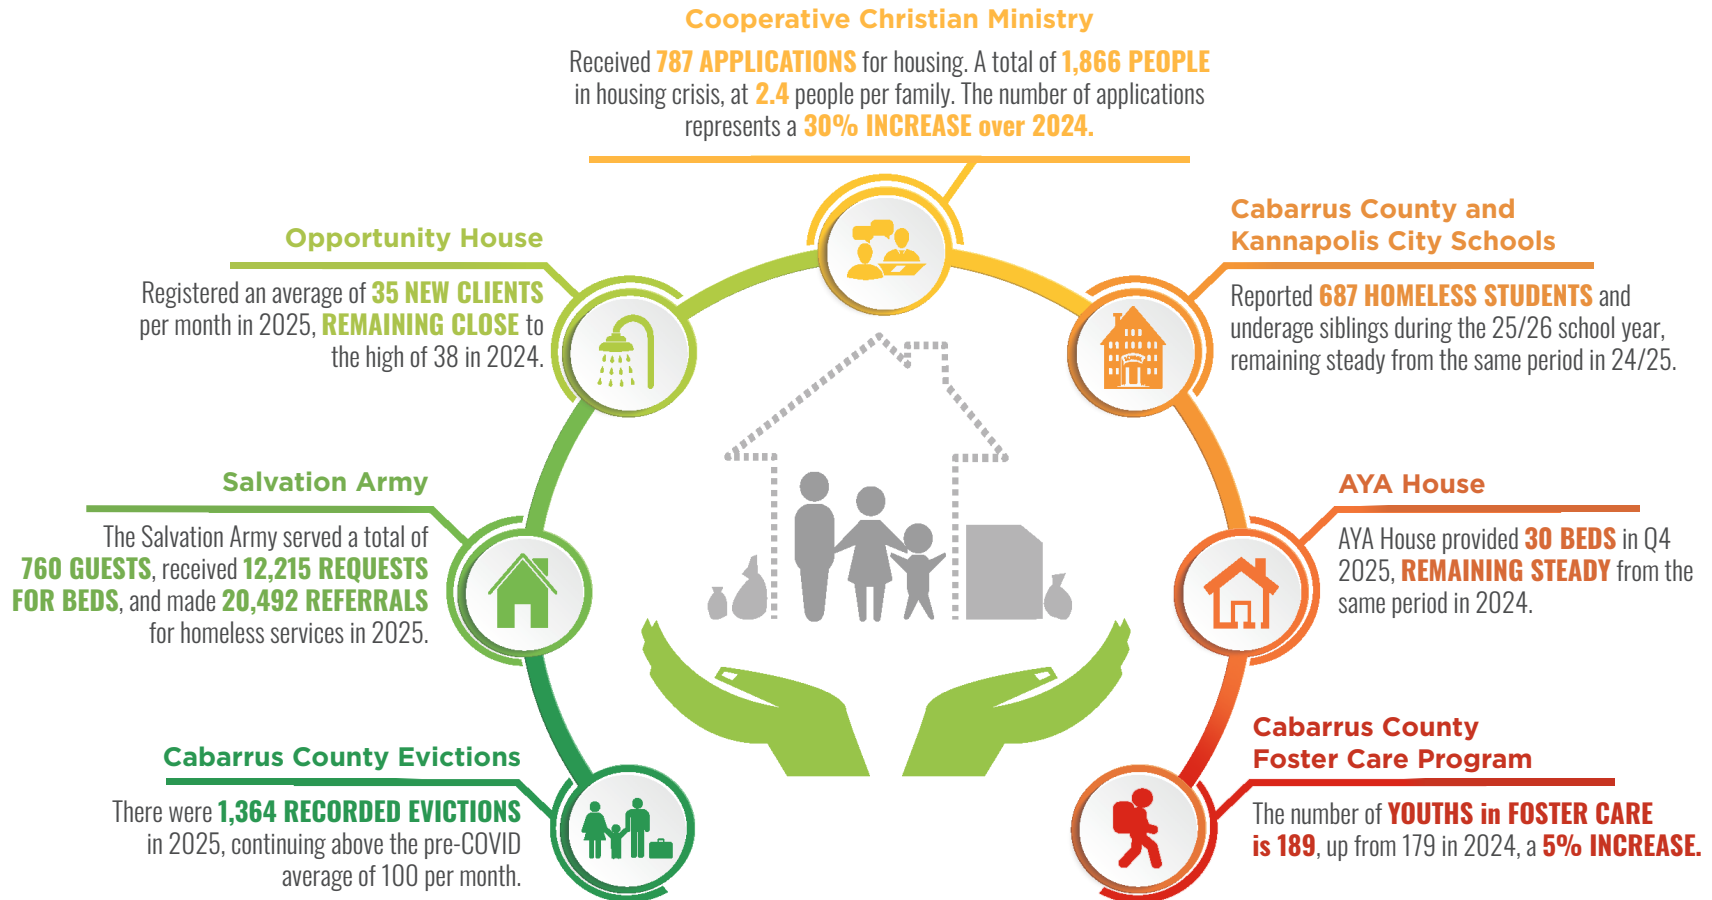 Cooperative Christian Ministry
Received 787 APPLICATIONS for housing. A total of 1,866 PEOPLE
in housing crisis, at 2.4 people per family. The number of applications
represents a 30% INCREASE over 2024.
Opportunity House
Registered an average of 35 NEW CLIENTS
per month in 2025, REMAINING CLOSE to
the high of 38 in 2024.
Cabarrus County and
Kannapolis City Schools
Reported 687 HOMELESS STUDENTS and
underage siblings during the 25/26 school year,
remaining steady from the same period in 24/25.
Salvation Army
The Salvation Army served a total of
760 GUESTS, received 12,215 REQUESTS
FOR BEDS, and made 20,492 REFERRALS
for homeless services in 2025.
AYA House
AYA House provided 30 BEDS in Q4
2025, REMAINING STEADY from the
same period in 2024.
Cabarrus County Evictions
There were 1,364 RECORDED EVICTIONS
in 2025, continuing above the pre-COVID
average of 100 per month.
Cabarrus County
Foster Care Program
The number of YOUTHS in FOSTER CARE
is 189, up from 179 in 2024, a 5% INCREASE.